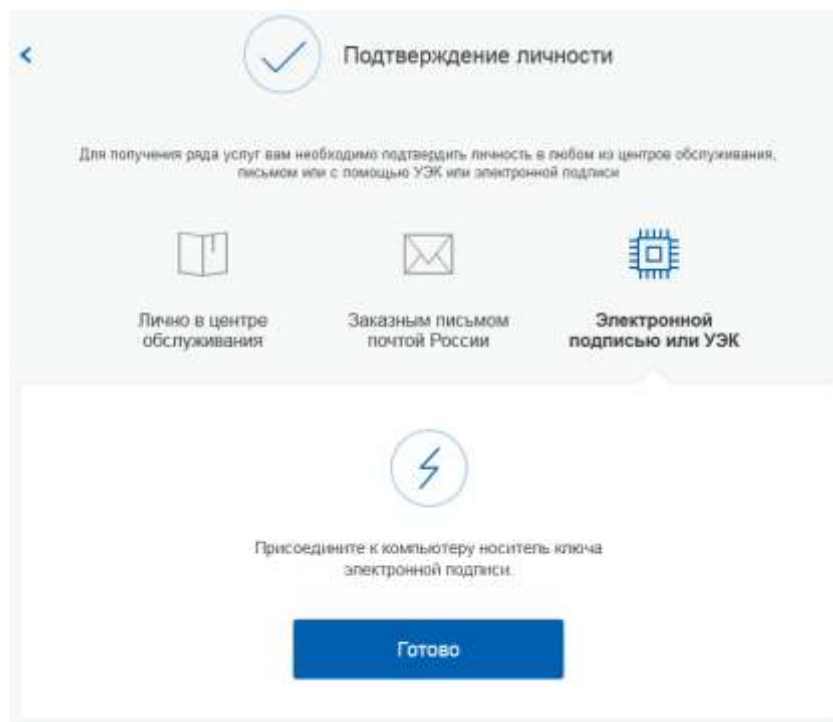 Подтверждение личности
Для получения ряда услуг вам необходимо подтвердить личность в любом из центров обслуживания,
письмом или с помощью УЭК или электронной подписи
Лично в центре
обслуживания
Заказным письмом
почтой России
Электронной
подписью или УЭК
Присоедините к компьютеру носитель ключа
электронной подписи.
Готово